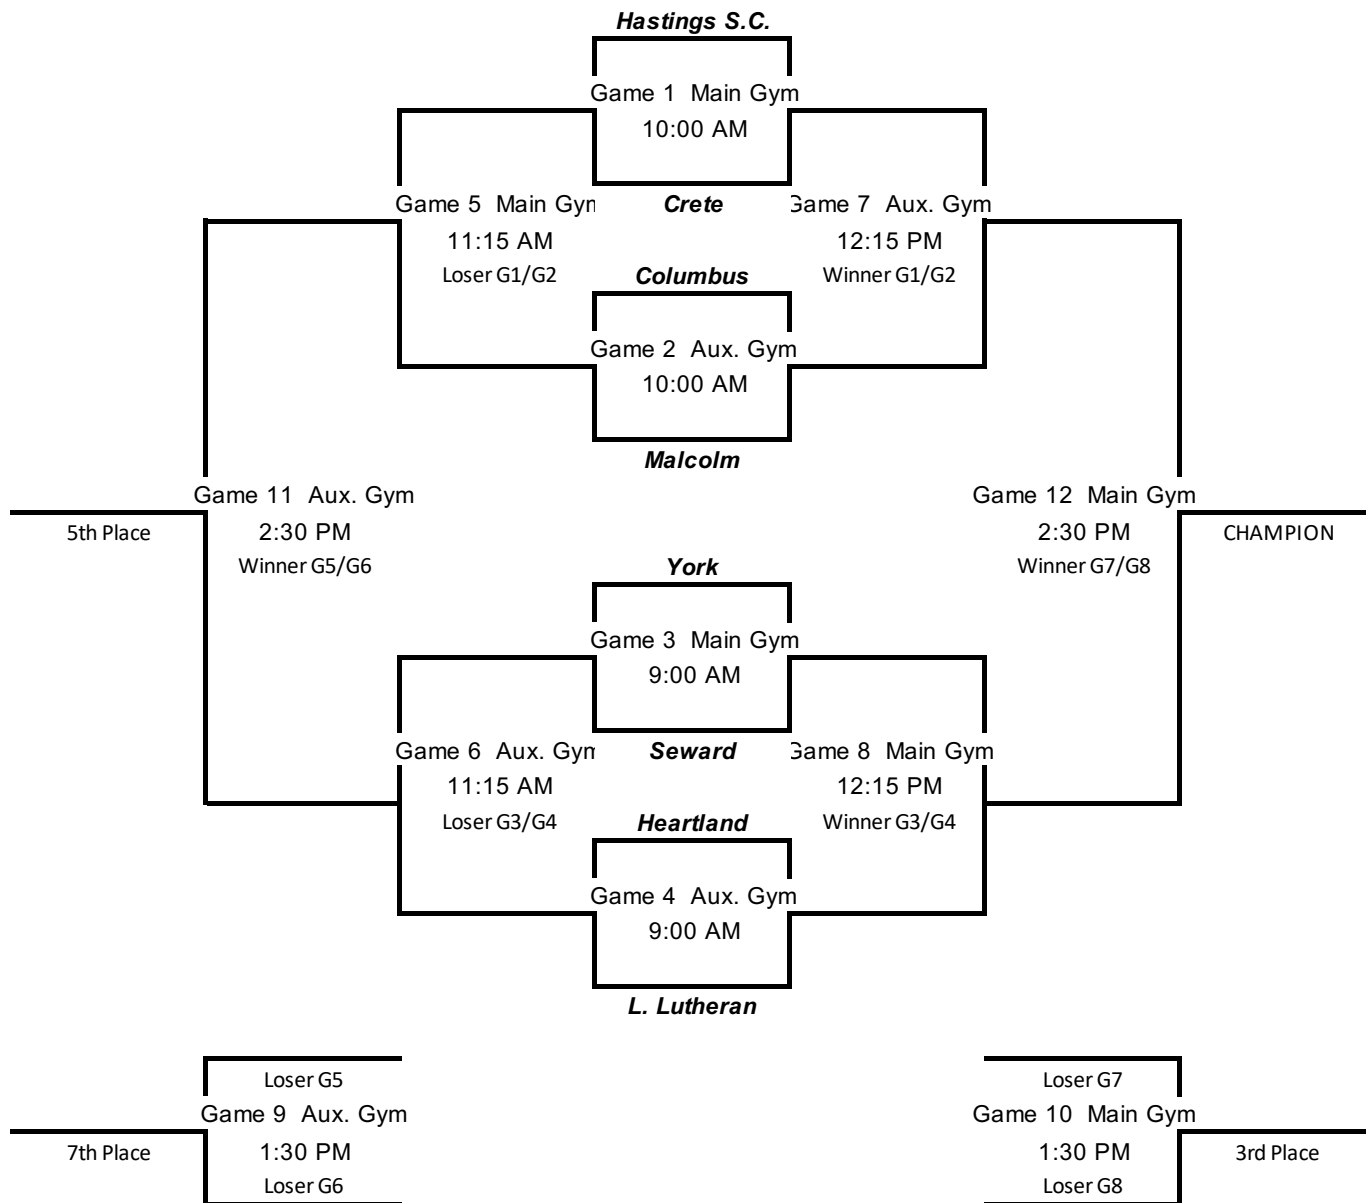 Hastings S.C.
Game 1 Main Gym
10:00 AM
Game 5 Main Gym
Crete
Game 7 Aux. Gym
11:15 AM
12:15 PM
Loser G1/G2
Columbus
Winner G1/G2
Game 2 Aux. Gym
10:00 AM
Malcolm
Game 11 Aux. Gym
Game 12 Main Gym
5th Place
2:30 PM
2:30 PM
CHAMPION
Winner G5/G6
York
Winner G7/G8
Game 3 Main Gym
9:00 AM
Game 6 Aux. Gym
Seward
Game 8 Main Gym
11:15 AM
12:15 PM
Loser G3/G4
Heartland
Winner G3/G4
Game 4 Aux. Gym
9:00 AM
L. Lutheran
Loser G5
Loser G7
Game 9 Aux. Gym
Game 10 Main Gym
7th Place
1:30 PM
1:30 PM
3rd Place
Loser G6
Loser G8